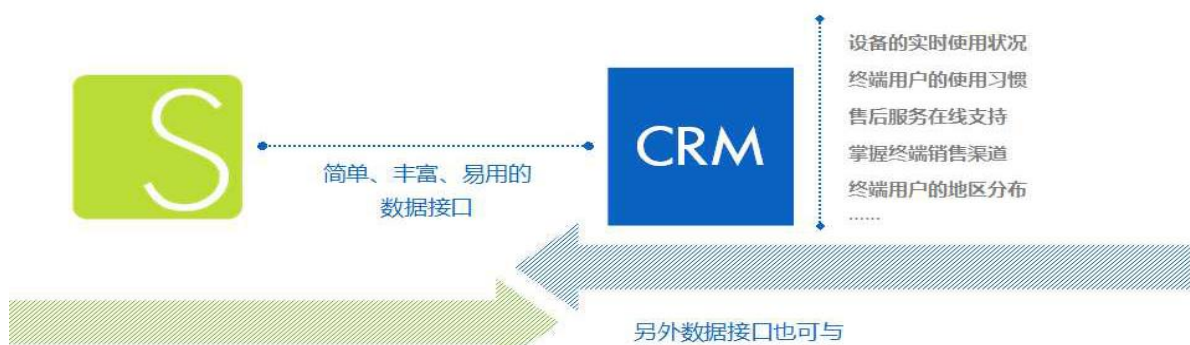 S
简单、丰富、易用的
数据接口
CRM
设备的实时使用状况
终端用户的使用习惯
售后服务在线支持
掌握终端销售渠道
终端用户的地区分布
……
另外数据接口也可与